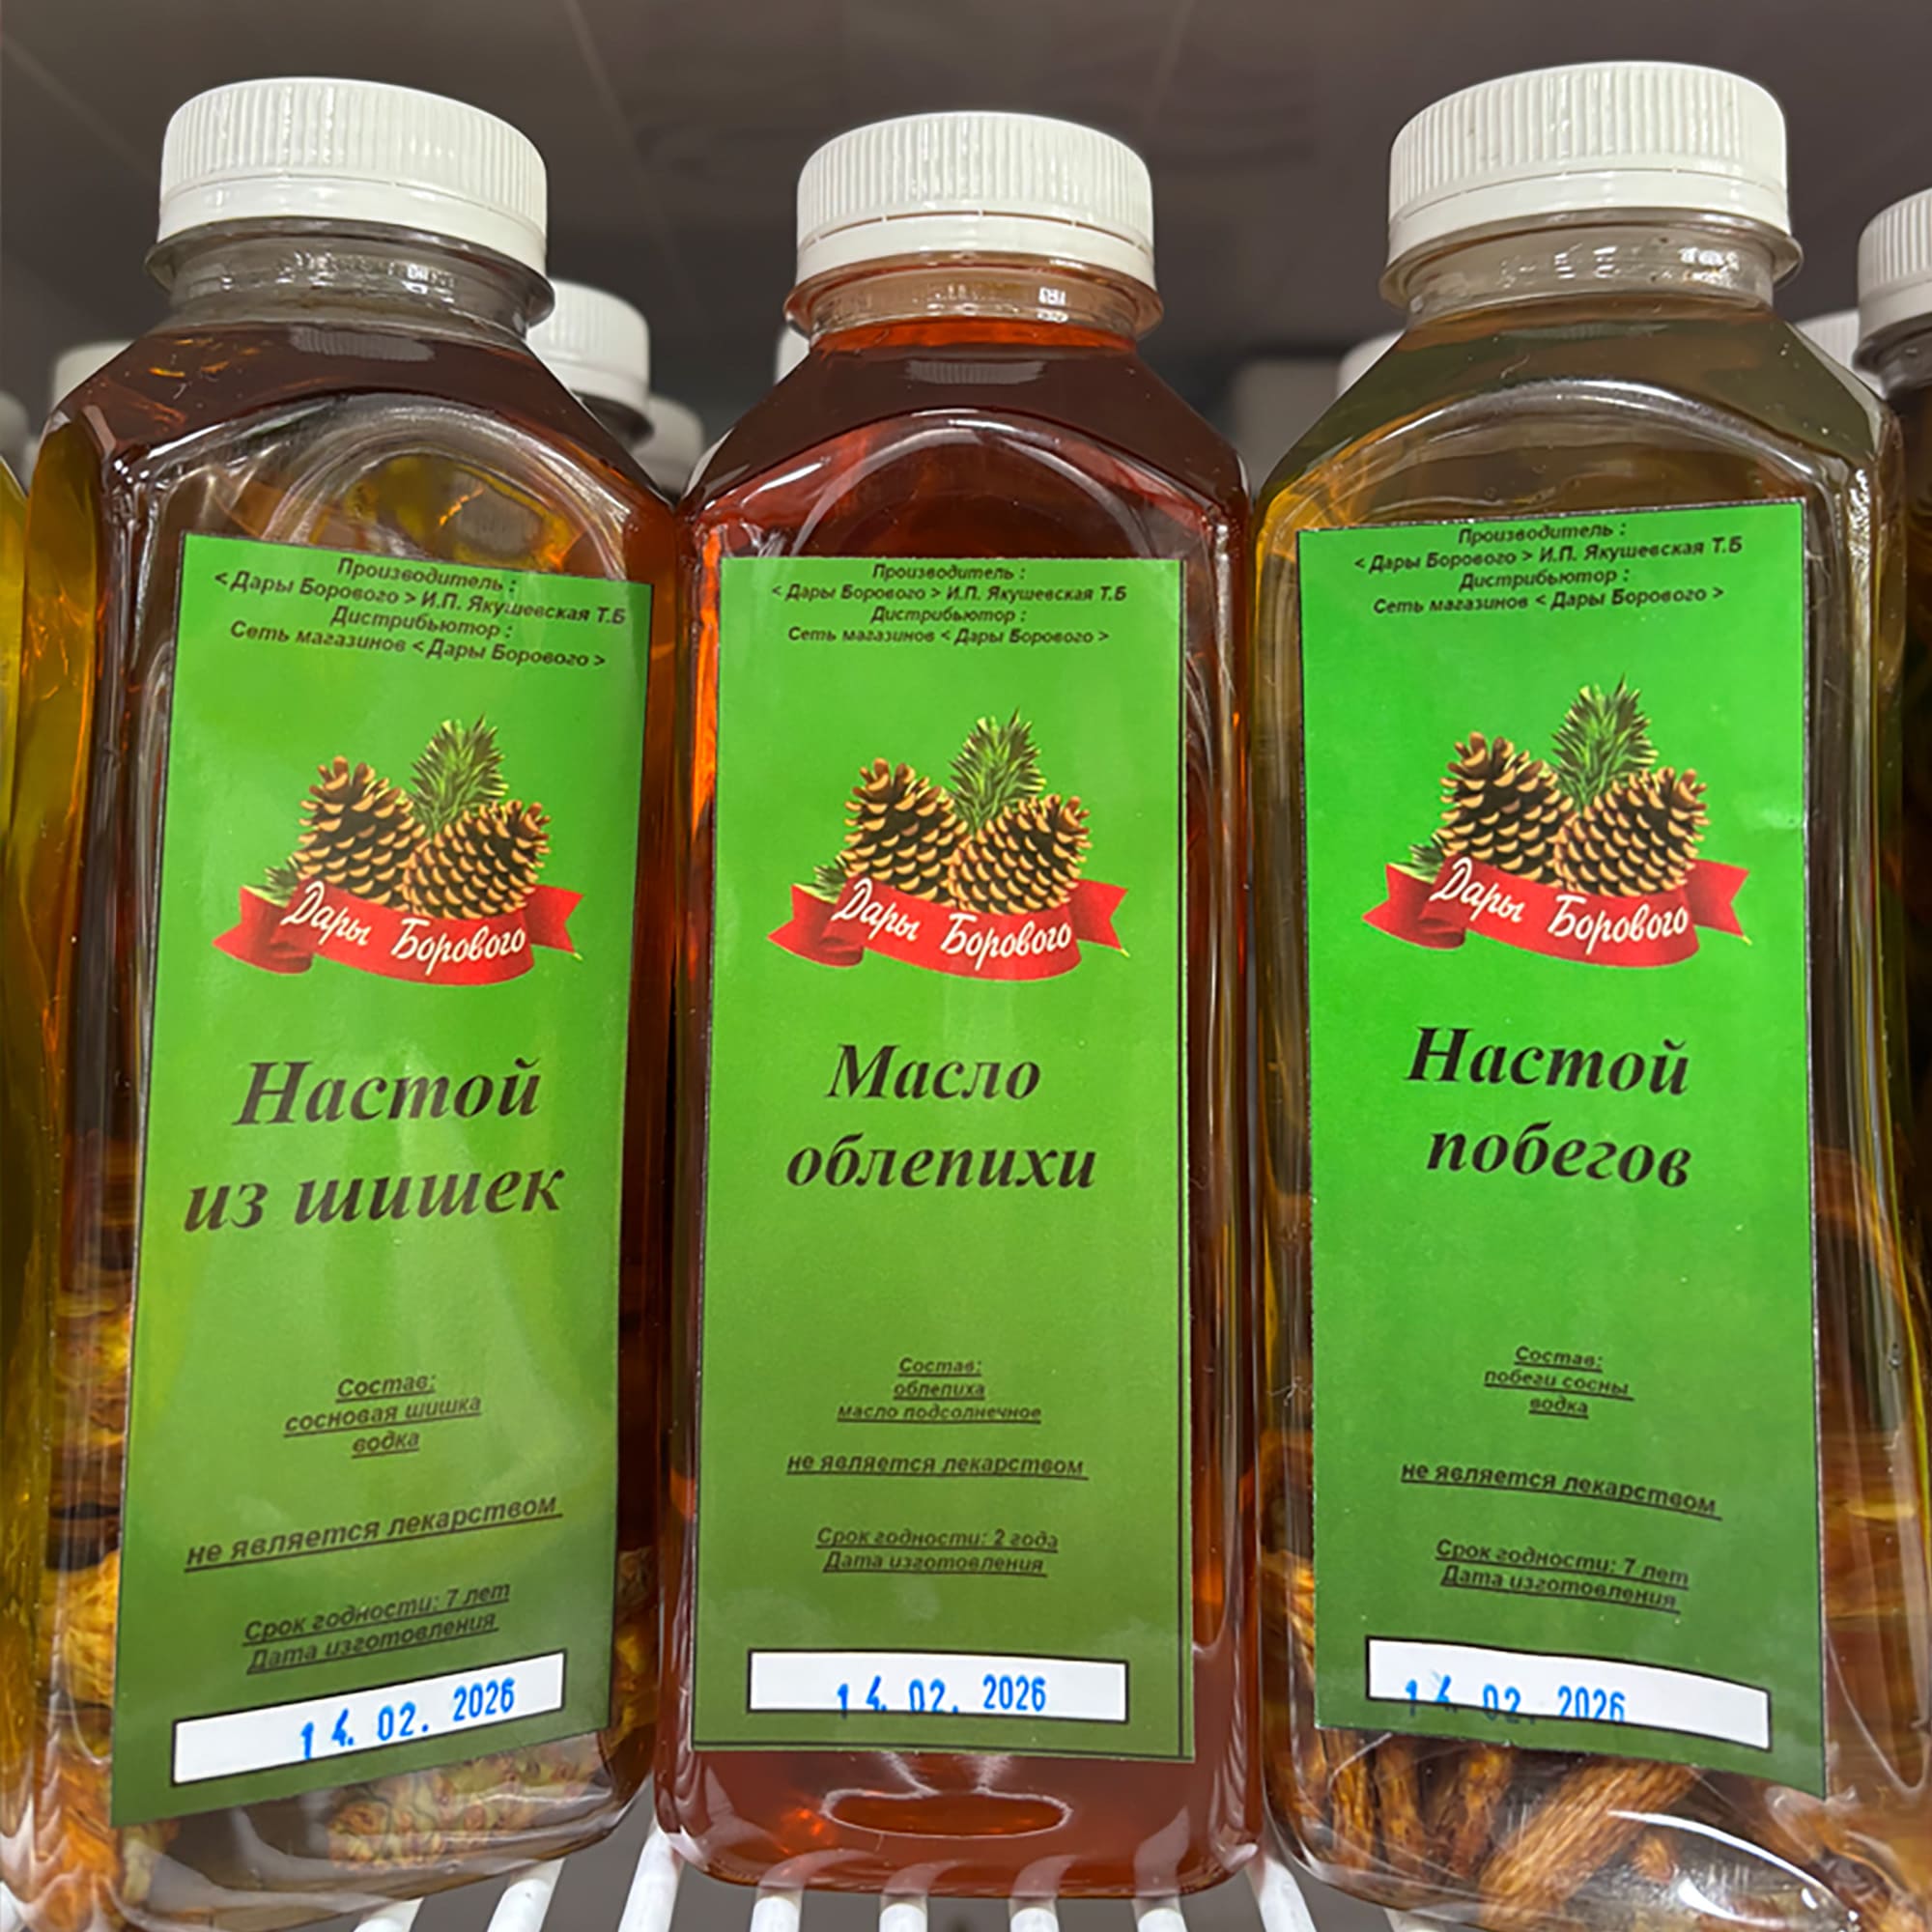 Производитель :
< Дары Борового > И.П. Якушевская Т.Б
Дистрибьютор :
Сеть магазинов < Дары Борового >
Дары Борового
Настой
из шишек
Состав:
сосновая шишка
водка
не является лекарством
Срок годности: 7 лет
Дата изготовления
14.02.2026
Производитель :
< Дары Борового > И.П. Якушевская Т.Б
Дистрибьютор :
Сеть магазинов < Дары Борового >
Дары Борового
Масло
облепихи
Состав:
облепиха
масло подсолнечное
не является лекарством
Срок годности: 2 года
Дата изготовления
14.02.2026
Производитель :
< Дары Борового > И.П. Якушевская Т.Б
Дистрибьютор :
Сеть магазинов < Дары Борового >
Дары Борового
Настой
побегов
Состав:
побеги сосны
водка
не является лекарством
Срок годности: 7 лет
Дата изготовления
14.02.2026